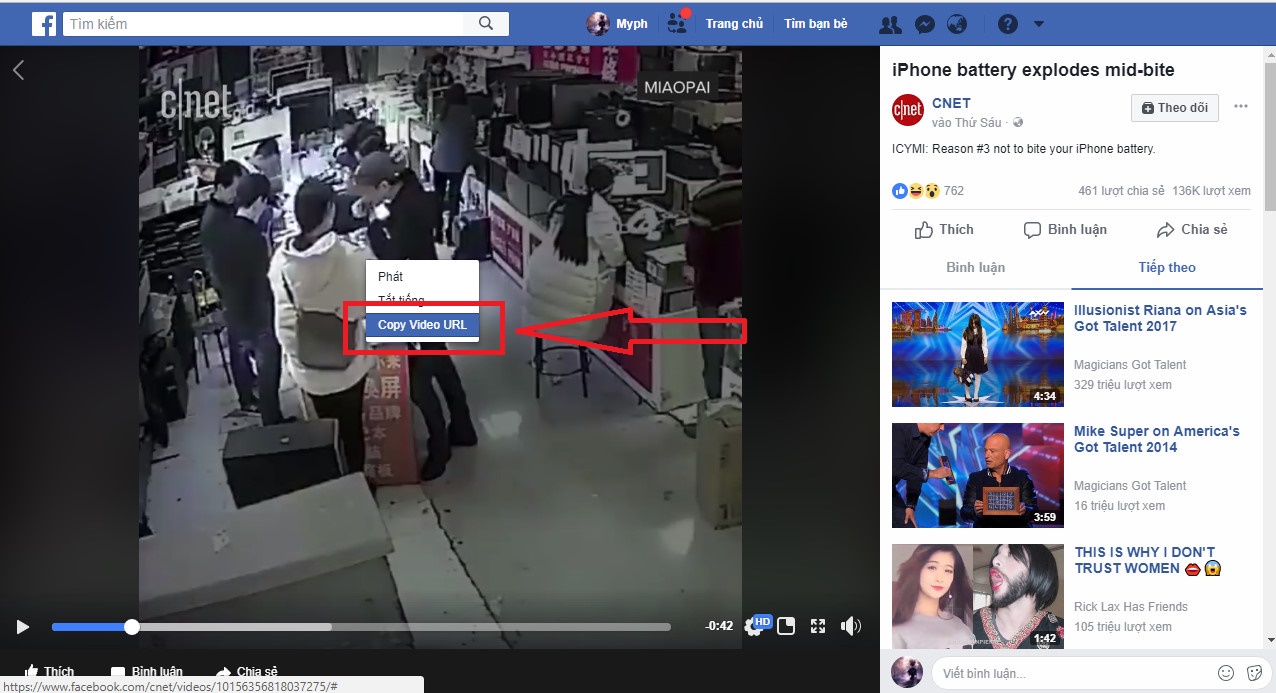 Tìm kiếm
Myph
Trang chủ
Tìm bạn bè
c|net
MIAOPAI
Phát
Tắt tiếng
Copy Video URL
屏
品牌
-0:42
HD
Thích
Bình luận
Chia sẻ
https://www.facebook.com/cnet/videos/10156356818037275/#
iPhone battery explodes mid-bite
c|net
CNET
vào Thứ Sáu ·
Theo dõi
ICYMI: Reason #3 not to bite your iPhone battery.
762
461 lượt chia sẻ 136K lượt xem
Thích
Bình luận
Chia sẻ
Bình luận
Tiếp theo
Illusionist Riana on Asia's
Got Talent 2017
Magicians Got Talent
329 triệu lượt xem
4:34
Mike Super on America's
Got Talent 2014
Magicians Got Talent
16 triệu lượt xem
3:59
THIS IS WHY I DON'T
TRUST WOMEN 👄 😱
Rick Lax Has Friends
105 triệu lượt xem
1:42
Viết bình luận...